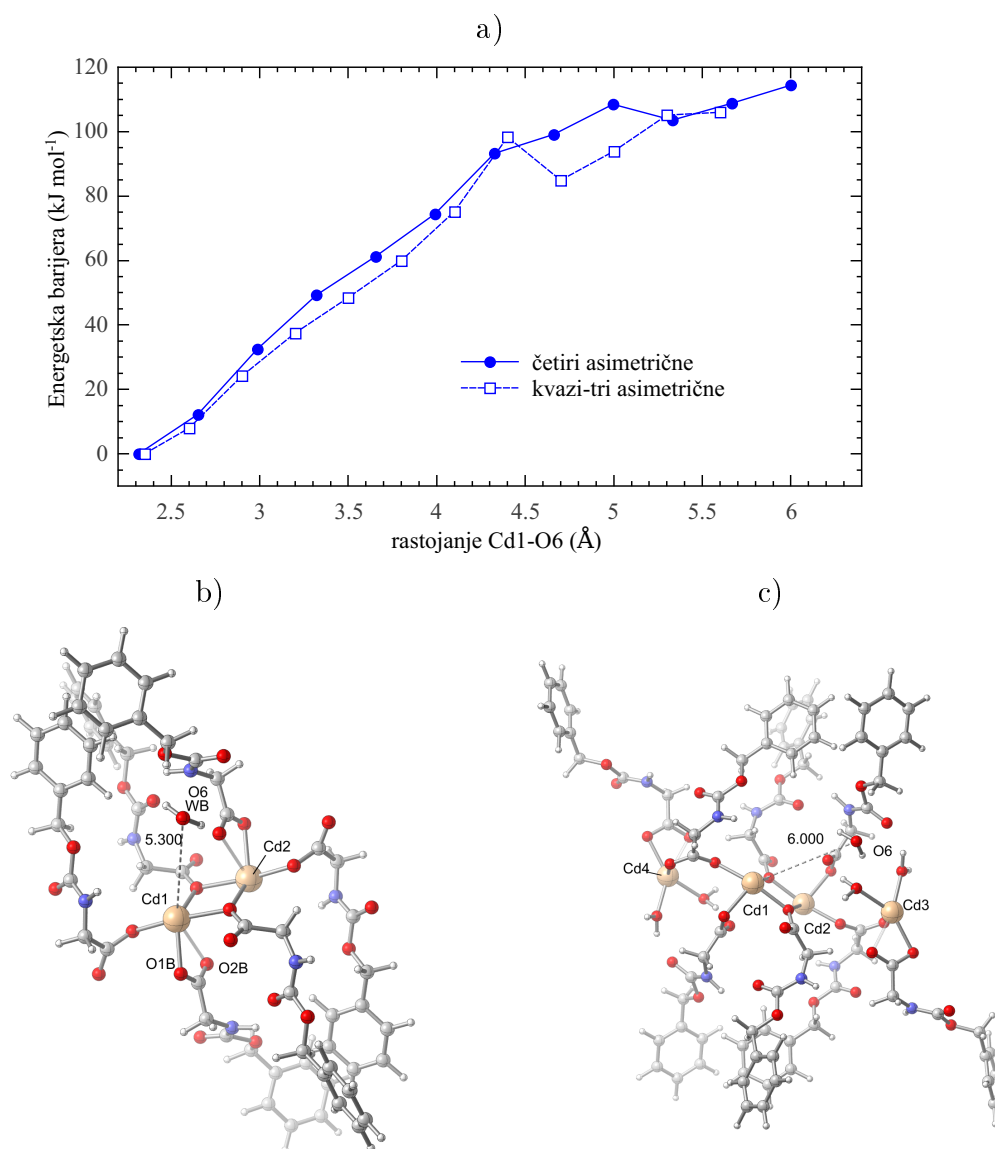 a)
Energetska barijera (kJ mol⁻¹)
120
100
80
60
40
20
0
četiri asimetrične
kvazi-tri asimetrične
2.5 3 3.5 4 4.5 5 5.5 6
rastojanje Cd1-O6 (Å)
b) c)
O6
WB
5.300
Cd2
Cd1
O1B
O2B
6.000
O6
Cd4
Cd1
Cd2
Cd3